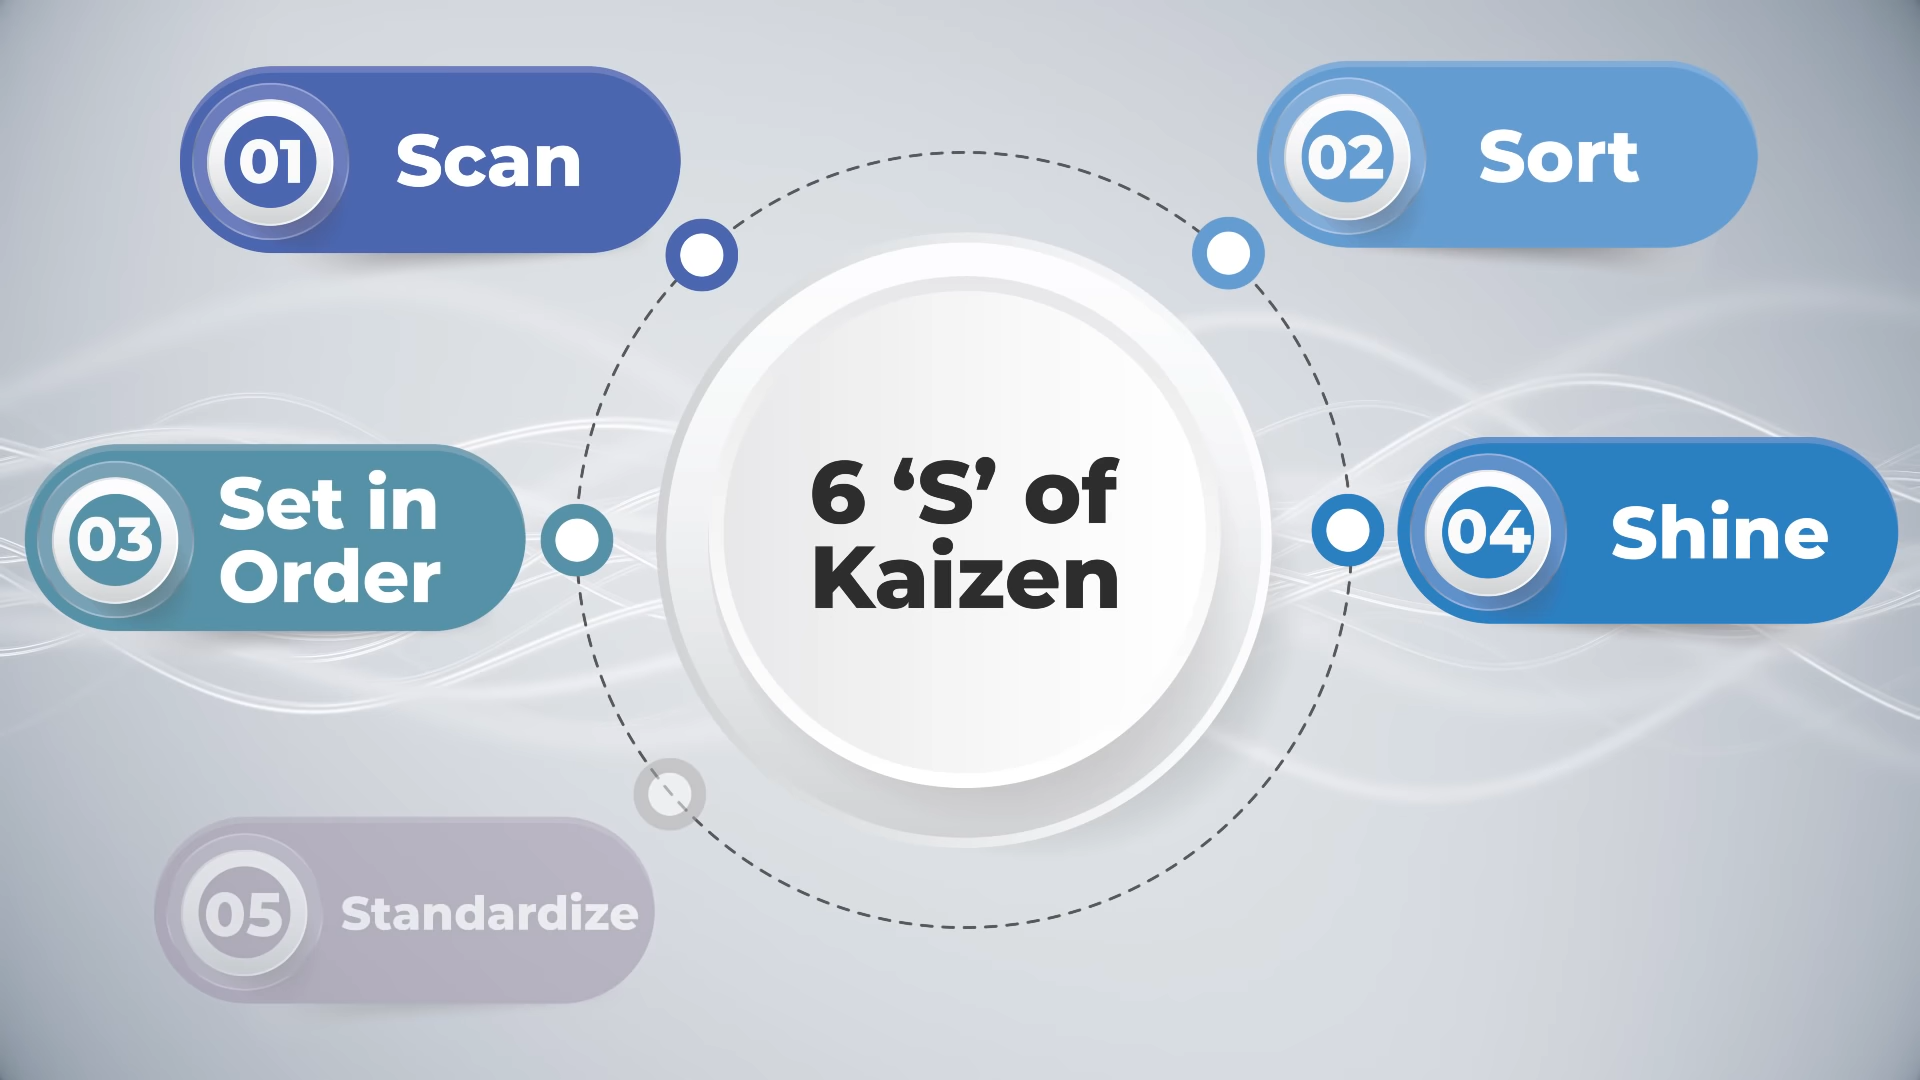 01 Scan
02 Sort
6 ‘S’ of
Kaizen
03 Set in
Order
04 Shine
05 Standardize